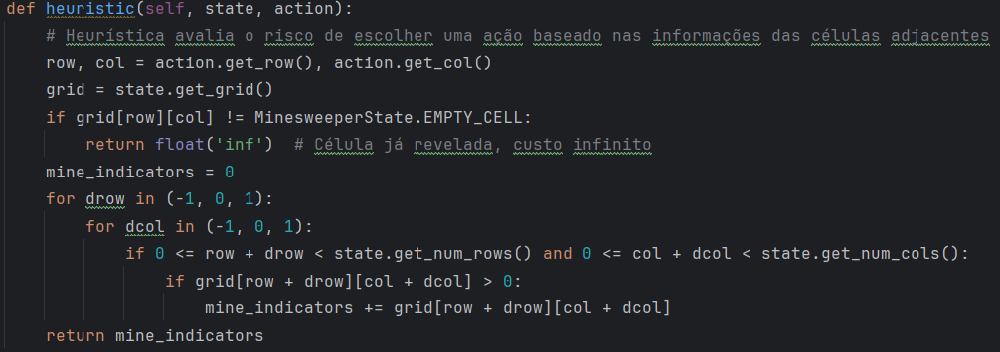 def heuristic(self, state, action):
    # Heurística avalia o risco de escolher uma ação baseado nas informações das células adjacentes
    row, col = action.get_row(), action.get_col()
    grid = state.get_grid()
    if grid[row][col] != MinesweeperState.EMPTY_CELL:
        return float('inf')  # Célula já revelada, custo infinito
    mine_indicators = 0
    for drow in (-1, 0, 1):
        for dcol in (-1, 0, 1):
            if 0 <= row + drow < state.get_num_rows() and 0 <= col + dcol < state.get_num_cols():
                if grid[row + drow][col + dcol] > 0:
                    mine_indicators += grid[row + drow][col + dcol]
    return mine_indicators